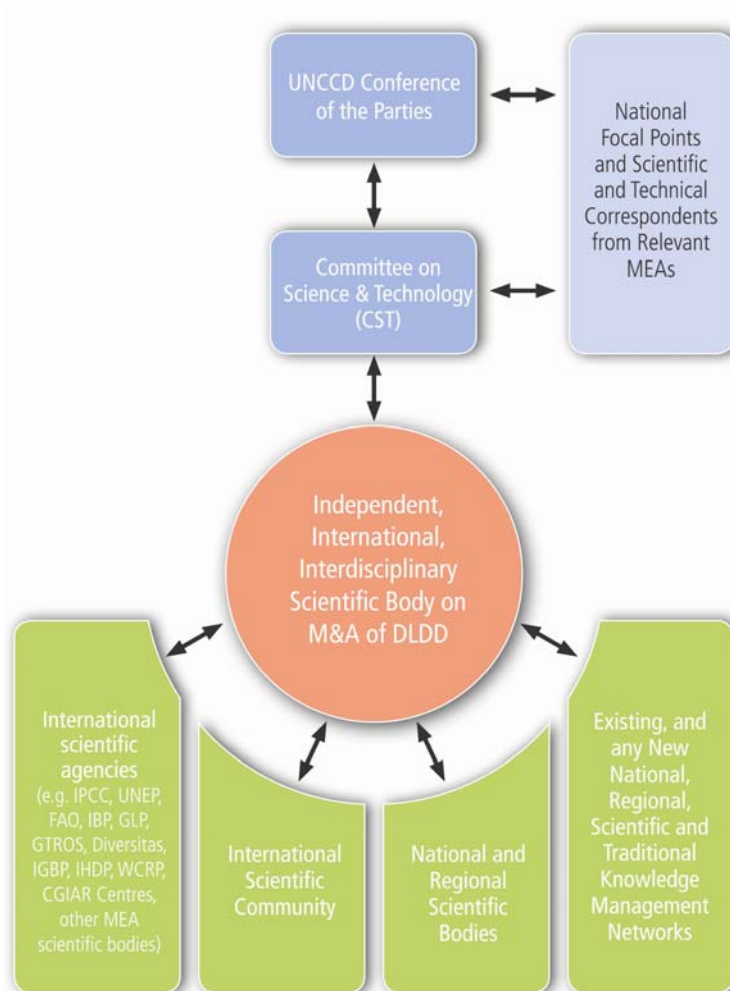 UNCCD Conference
of the Parties
National
Focal Points
and Scientific
and Technical
Correspondents
from Relevant
MEAs
Committee on
Science & Technology
(CST)
Independent,
International,
Interdisciplinary
Scientific Body on
M&A of DLDD
International
scientific
agencies
(e.g. IPCC, UNEP,
FAO, IBP, GLP,
GTROS, Diversitas,
IGBP, IHDP, WCRP,
CGIAR Centres,
other MEA
scientific bodies)
International
Scientific
Community
National and
Regional
Scientific
Bodies
Existing, and
any New
National,
Regional,
Scientific and
Traditional
Knowledge
Management
Networks